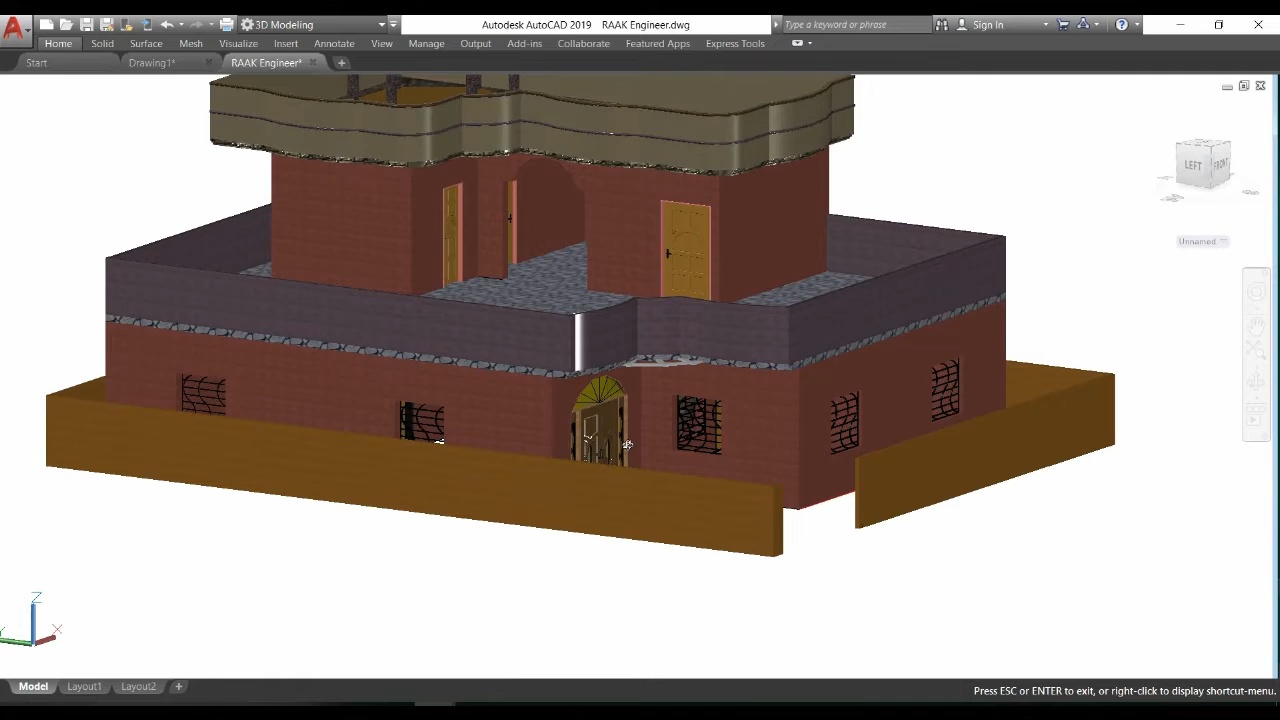 3D Modeling
Autodesk AutoCAD 2019 RAAK Engineer.dwg
Type a keyword or phrase
Sign In
Home Solid Surface Mesh Visualize Insert Annotate View Manage Output Add-ins Collaborate Featured Apps Express Tools
Start Drawing1* RAAK Engineer*
LEFT FRONT
Unnamed
Z
X
Model Layout1 Layout2
Press ESC or ENTER to exit, or right-click to display shortcut-menu.